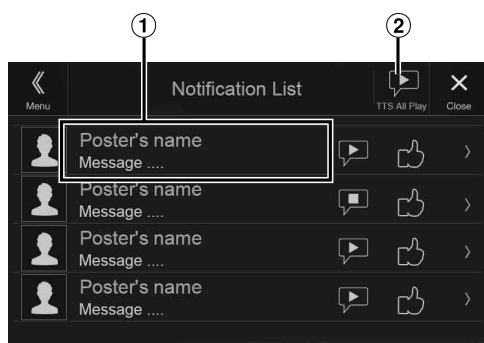 1
2
Menu
Notification List
TTS All Play
Close
Poster's name
Message ....
Poster's name
Message ....
Poster's name
Message ....
Poster's name
Message ....